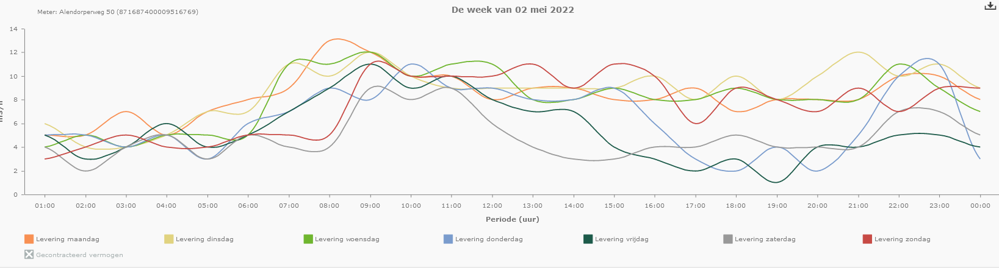 De week van 02 mei 2022
Meter: Alendorperweg 50 (871687400009516769)
14
12
10
8
6
4
2
0
01:00 02:00 03:00 04:00 05:00 06:00 07:00 08:00 09:00 10:00 11:00 12:00 13:00 14:00 15:00 16:00 17:00 18:00 19:00 20:00 21:00 22:00 23:00 00:00
Periode (uur)
Levering maandag Levering dinsdag Levering woensdag Levering donderdag Levering vrijdag Levering zaterdag Levering zondag
Gecontracteerd vermogen